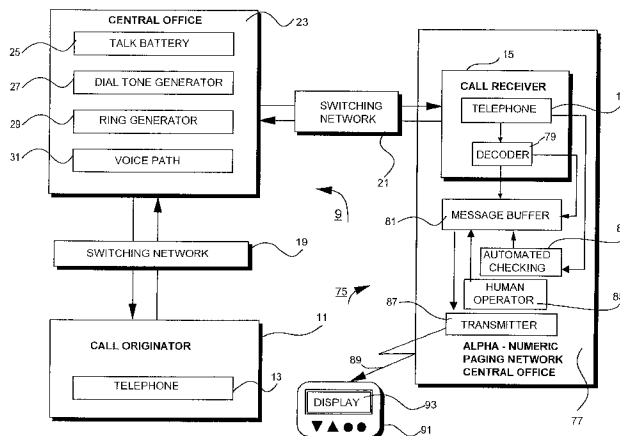 CENTRAL OFFICE
23
25
TALK BATTERY
27
DIAL TONE GENERATOR
29
RING GENERATOR
31
VOICE PATH
SWITCHING
NETWORK
21
15
CALL RECEIVER
TELEPHONE
79
DECODER
81
MESSAGE BUFFER
AUTOMATED
CHECKING
HUMAN
OPERATOR
87
TRANSMITTER
ALPHA - NUMERIC
PAGING NETWORK
CENTRAL OFFICE
77
9
75
SWITCHING NETWORK
19
11
CALL ORIGINATOR
TELEPHONE
13
89
DISPLAY
93
91